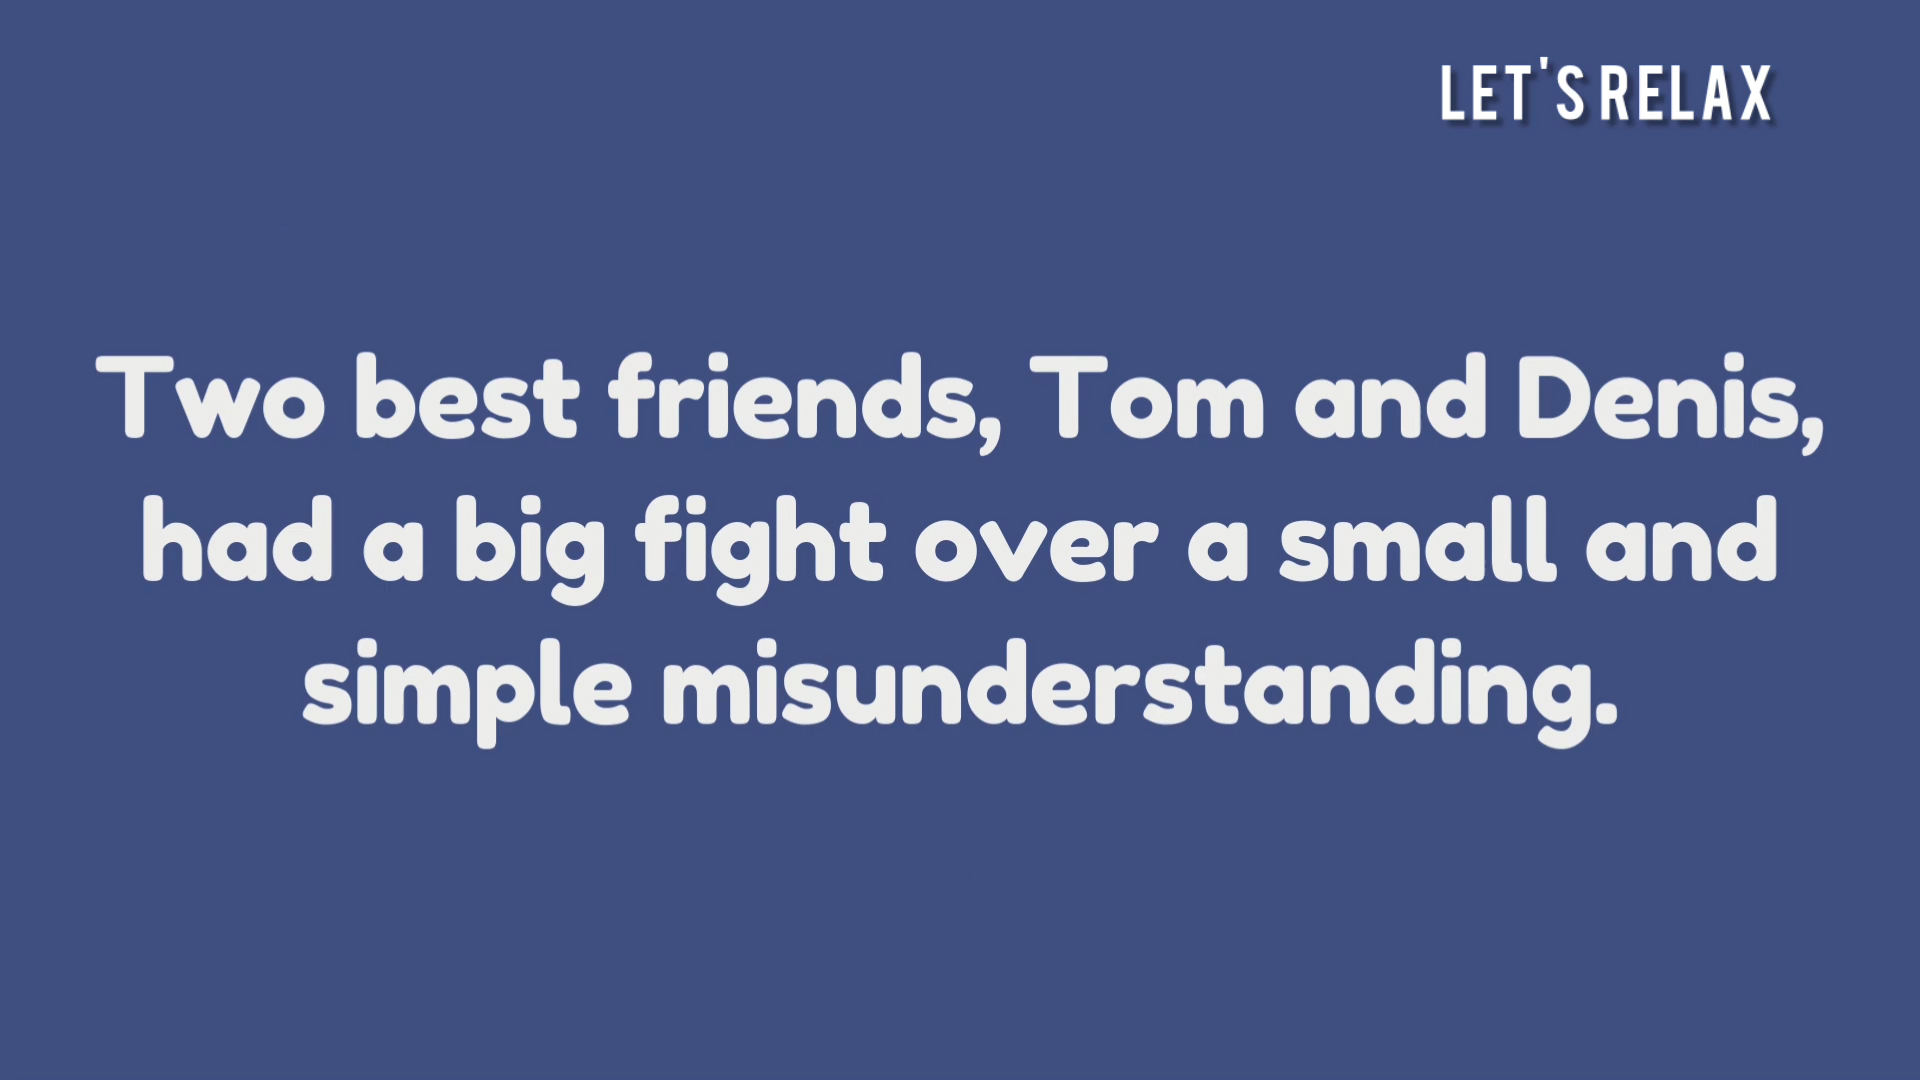 LET'S RELAX
Two best friends, Tom and Denis,
had a big fight over a small and
simple misunderstanding.